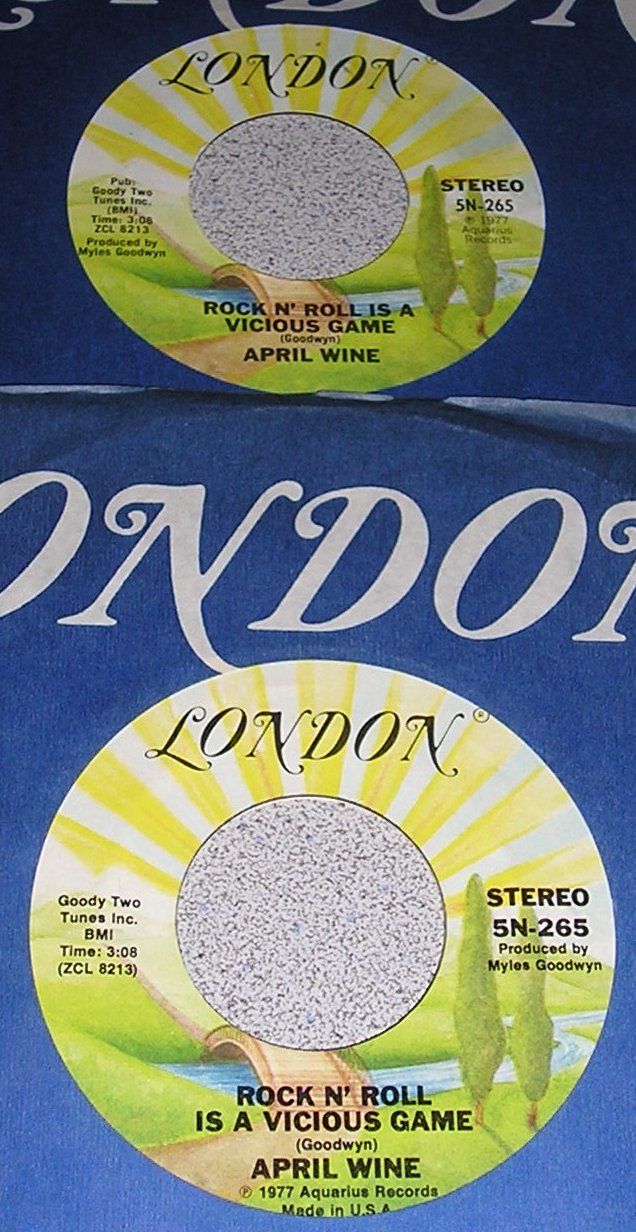 LONDON
LONDON
Pub:
Goody Two
Tunes Inc.
(BMI)
Time: 3:08
ZCL 8213
Produced by
Myles Goodwyn
STEREO
5N-265
℗ 1977
Aquarius
Records
ROCK N' ROLL IS A
VICIOUS GAME
(Goodwyn)
APRIL WINE
LONDON
LONDON®
Goody Two
Tunes Inc.
BMI
Time: 3:08
(ZCL 8213)
STEREO
5N-265
Produced by
Myles Goodwyn
ROCK N' ROLL
IS A VICIOUS GAME
(Goodwyn)
APRIL WINE
℗ 1977 Aquarius Records
Made in U.S.A.